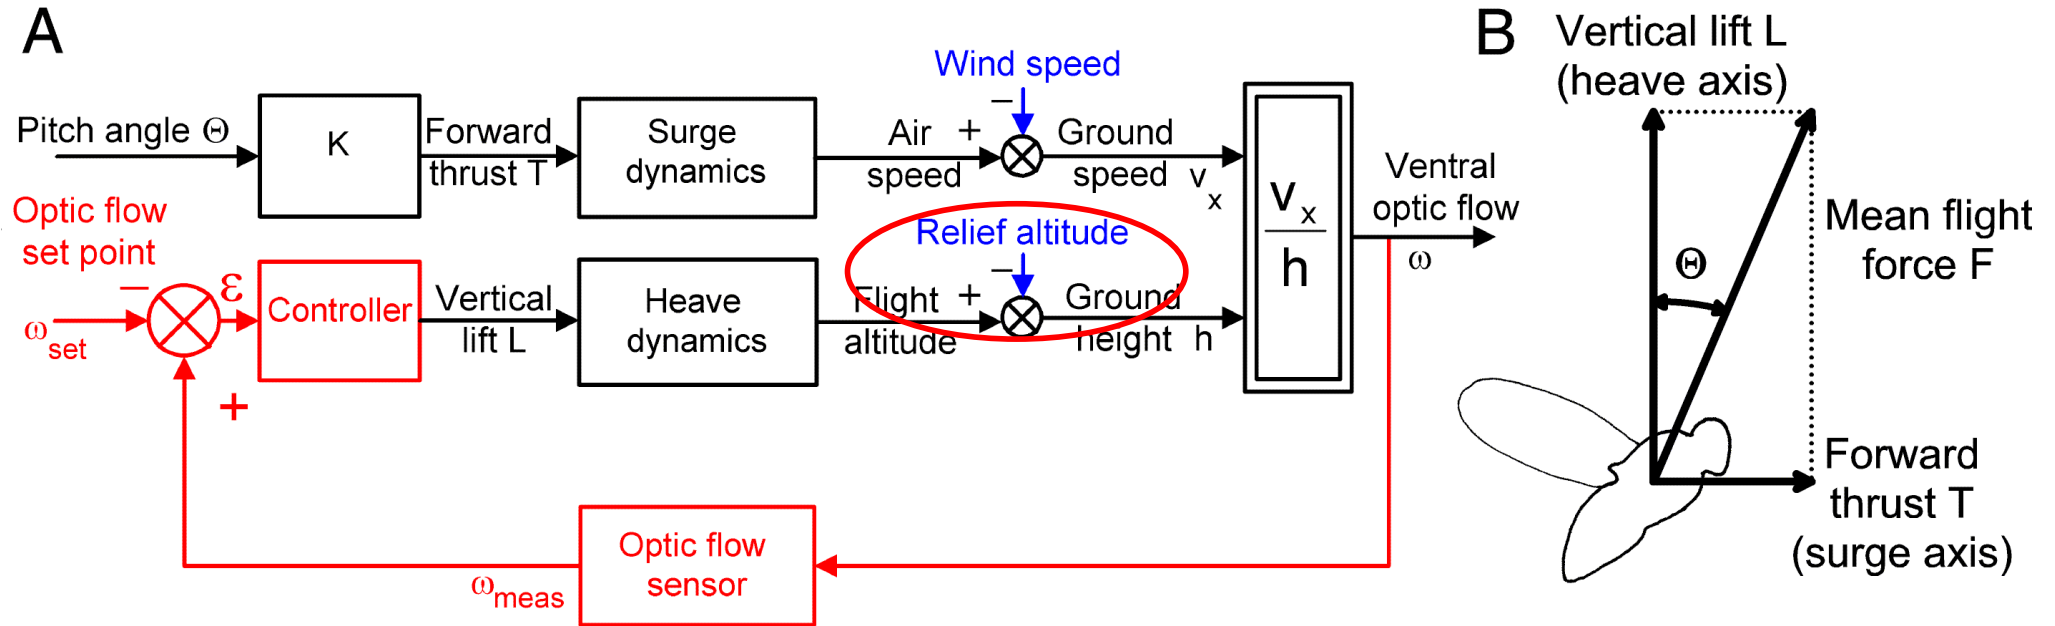 A
Wind speed
−
Pitch angle Θ
K
Forward
thrust T
Surge
dynamics
Air +
speed
Ground
speed v x
Optic flow
set point
−
ε
ω set
+
Controller
Vertical
lift L
Heave
dynamics
Relief altitude
−
Flight +
altitude
Ground
height h
v x
h
Ventral
optic flow
ω
Optic flow
sensor
ω meas
B
Vertical lift L
(heave axis)
Θ
Mean flight
force F
Forward
thrust T
(surge axis)